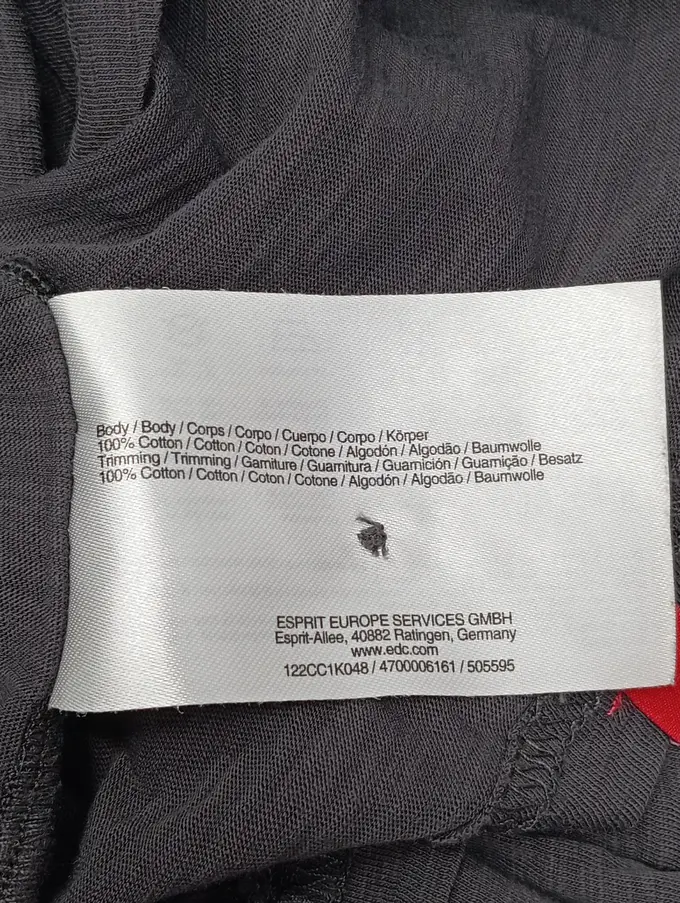 Body / Body / Corps / Corpo / Cuerpo / Corpo / Körper
100% Cotton / Cotton / Coton / Cotone / Algodón / Algodão / Baumwolle
Trimming / Trimming / Garniture / Guarnitura / Guarnición / Guarnição / Besatz
100% Cotton / Cotton / Coton / Cotone / Algodón / Algodão / Baumwolle
ESPRIT EUROPE SERVICES GMBH
Esprit-Allee, 40882 Ratingen, Germany
www.edc.com
122CC1K048 / 4700006161 / 505595